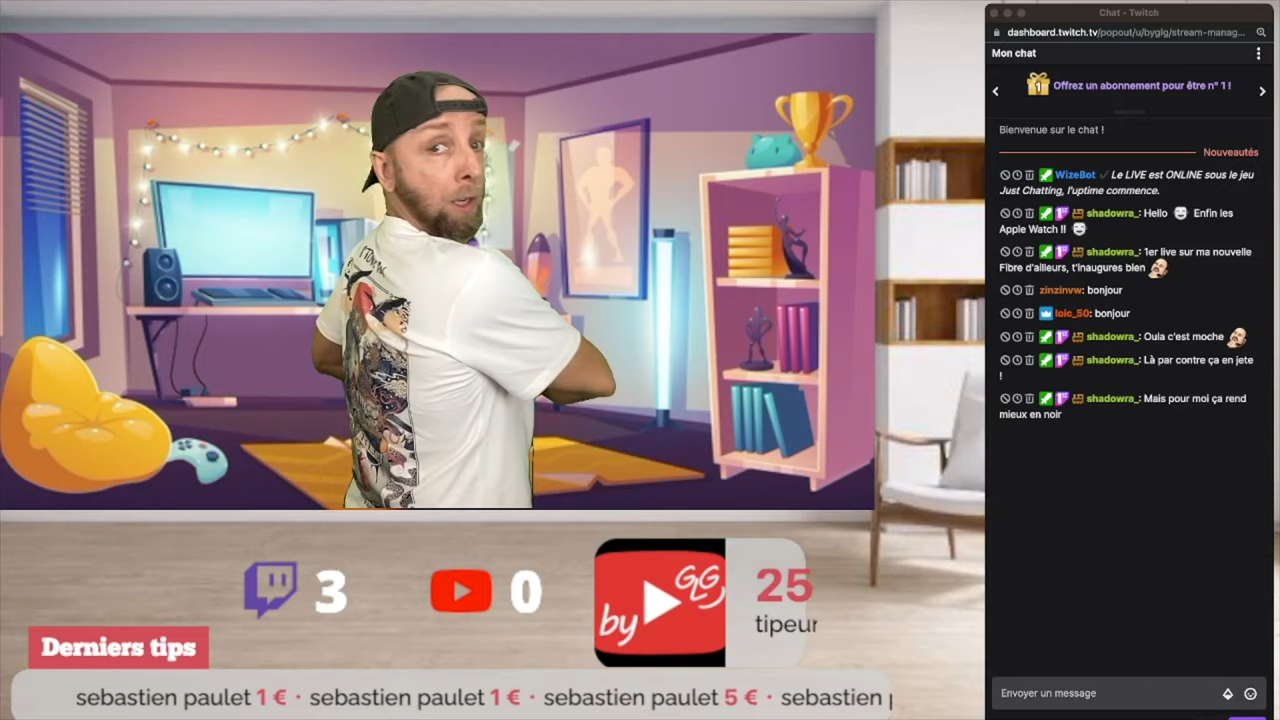 Chat - Twitch
dashboard.twitch.tv/popout/u/byglg/stream-manag...
Mon chat
1
Offrez un abonnement pour être n° 1 !
Bienvenue sur le chat !
Nouveautés
WizeBot ✓ Le LIVE est ONLINE sous le jeu
Just Chatting, l'uptime commence.
shadowra_: Hello Enfin les
Apple Watch !!
shadowra_: 1er live sur ma nouvelle
Fibre d'ailleurs, t'inaugures bien
zinzinvw: bonjour
loic_50: bonjour
shadowra_: Oula c'est moche
shadowra_: Là par contre ça en jete
!
shadowra_: Mais pour moi ça rend
mieux en noir
3
0
by GLG
25
tipeur
Derniers tips
sebastien paulet 1 € · sebastien paulet 1 € · sebastien paulet 5 € · sebastien
Envoyer un message